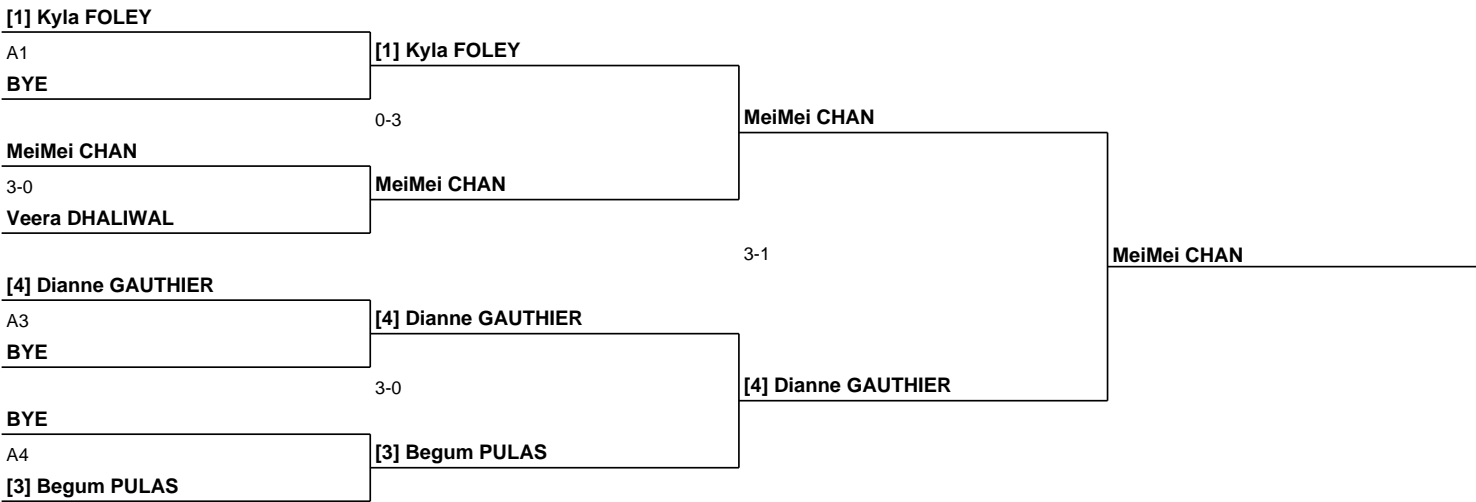 [1] Kyla FOLEY
A1
BYE
MeiMei CHAN
3-0
Veera DHALIWAL
[4] Dianne GAUTHIER
A3
BYE
BYE
A4
[3] Begum PULAS
[1] Kyla FOLEY
0-3
MeiMei CHAN
[4] Dianne GAUTHIER
3-0
[3] Begum PULAS
MeiMei CHAN
3-1
[4] Dianne GAUTHIER
MeiMei CHAN